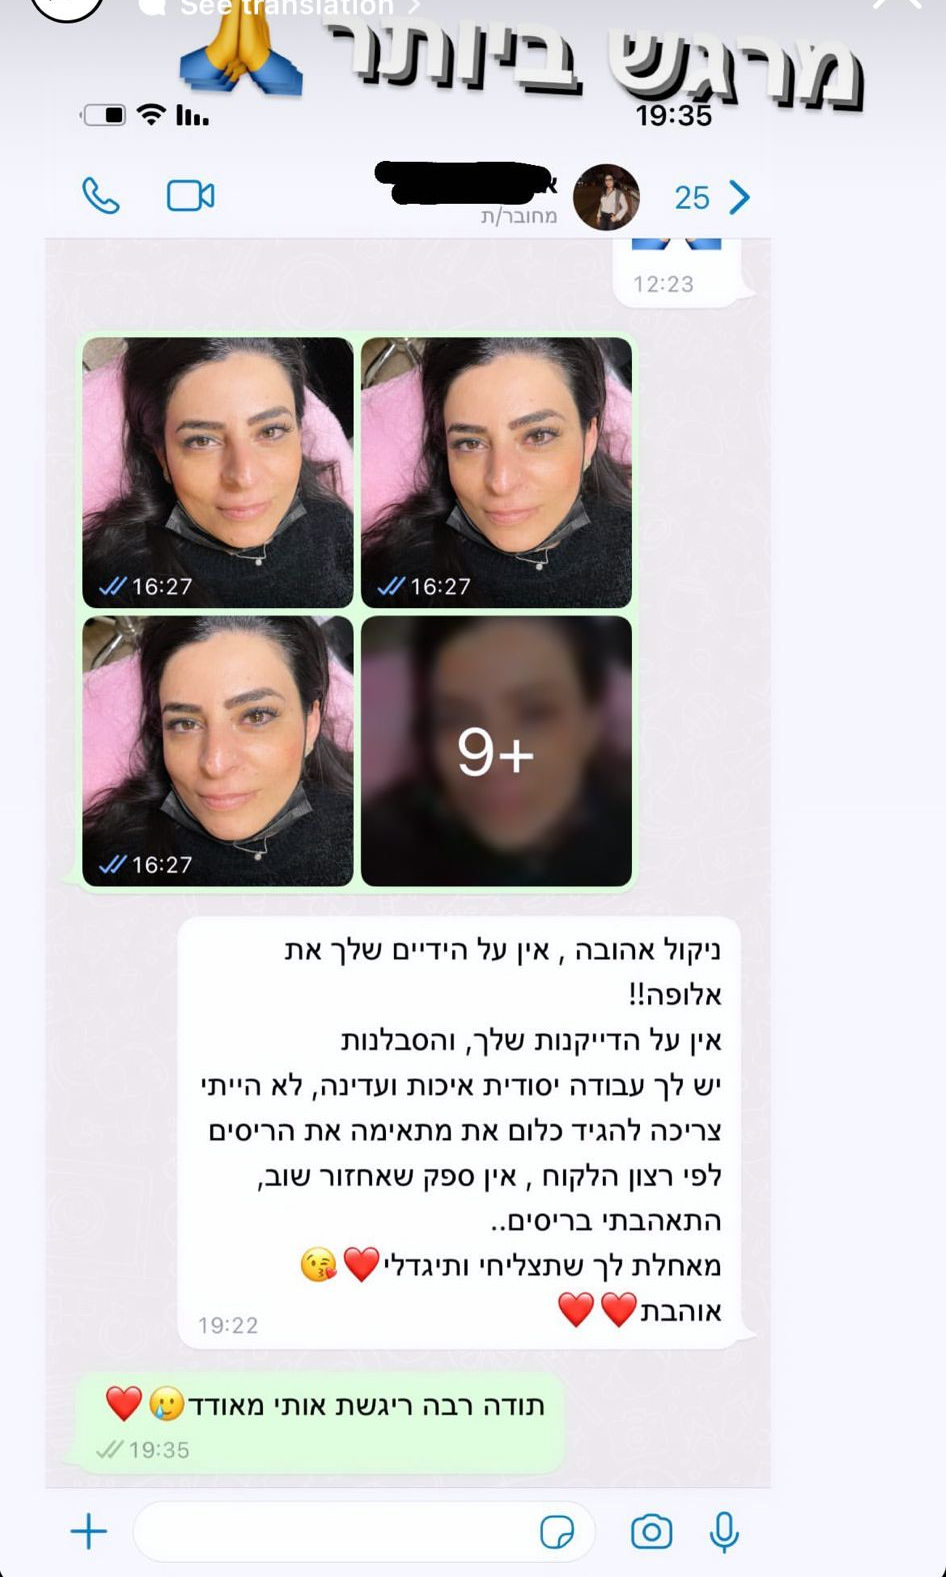 See translation
מרגש ביותר 🙏
19:35
25
מחובר/ת
12:23
16:27
16:27
16:27
9+
ניקול אהובה , אין על הידיים שלך את
אלופה!!
אין על הדייקנות שלך, והסבלנות
יש לך עבודה יסודית איכות ועדינה, לא הייתי
צריכה להגיד כלום את מתאימה את הריסים
לפי רצון הלקוח , אין ספק שאחזור שוב,
התאהבתי בריסים..
מאחלת לך שתצליחי ותיגדלי❤️😘
אוהבת❤️❤️
19:22
תודה רבה ריגשת אותי מאודד🥲❤️
19:35